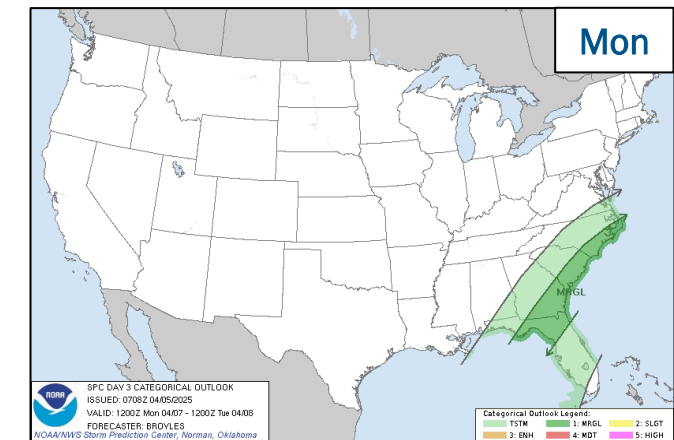 Mon
MRGL
NOAA
SPC DAY 3 CATEGORICAL OUTLOOK
ISSUED: 0708Z 04/05/2025
VALID: 1200Z Mon 04/07 - 1200Z Tue 04/08
FORECASTER: BROYLES
NOAA/NWS Storm Prediction Center, Norman, Oklahoma
Categorical Outlook Legend:
TSTM 1: MRGL 2: SLGT
3: ENH 4: MDT 5: HIGH